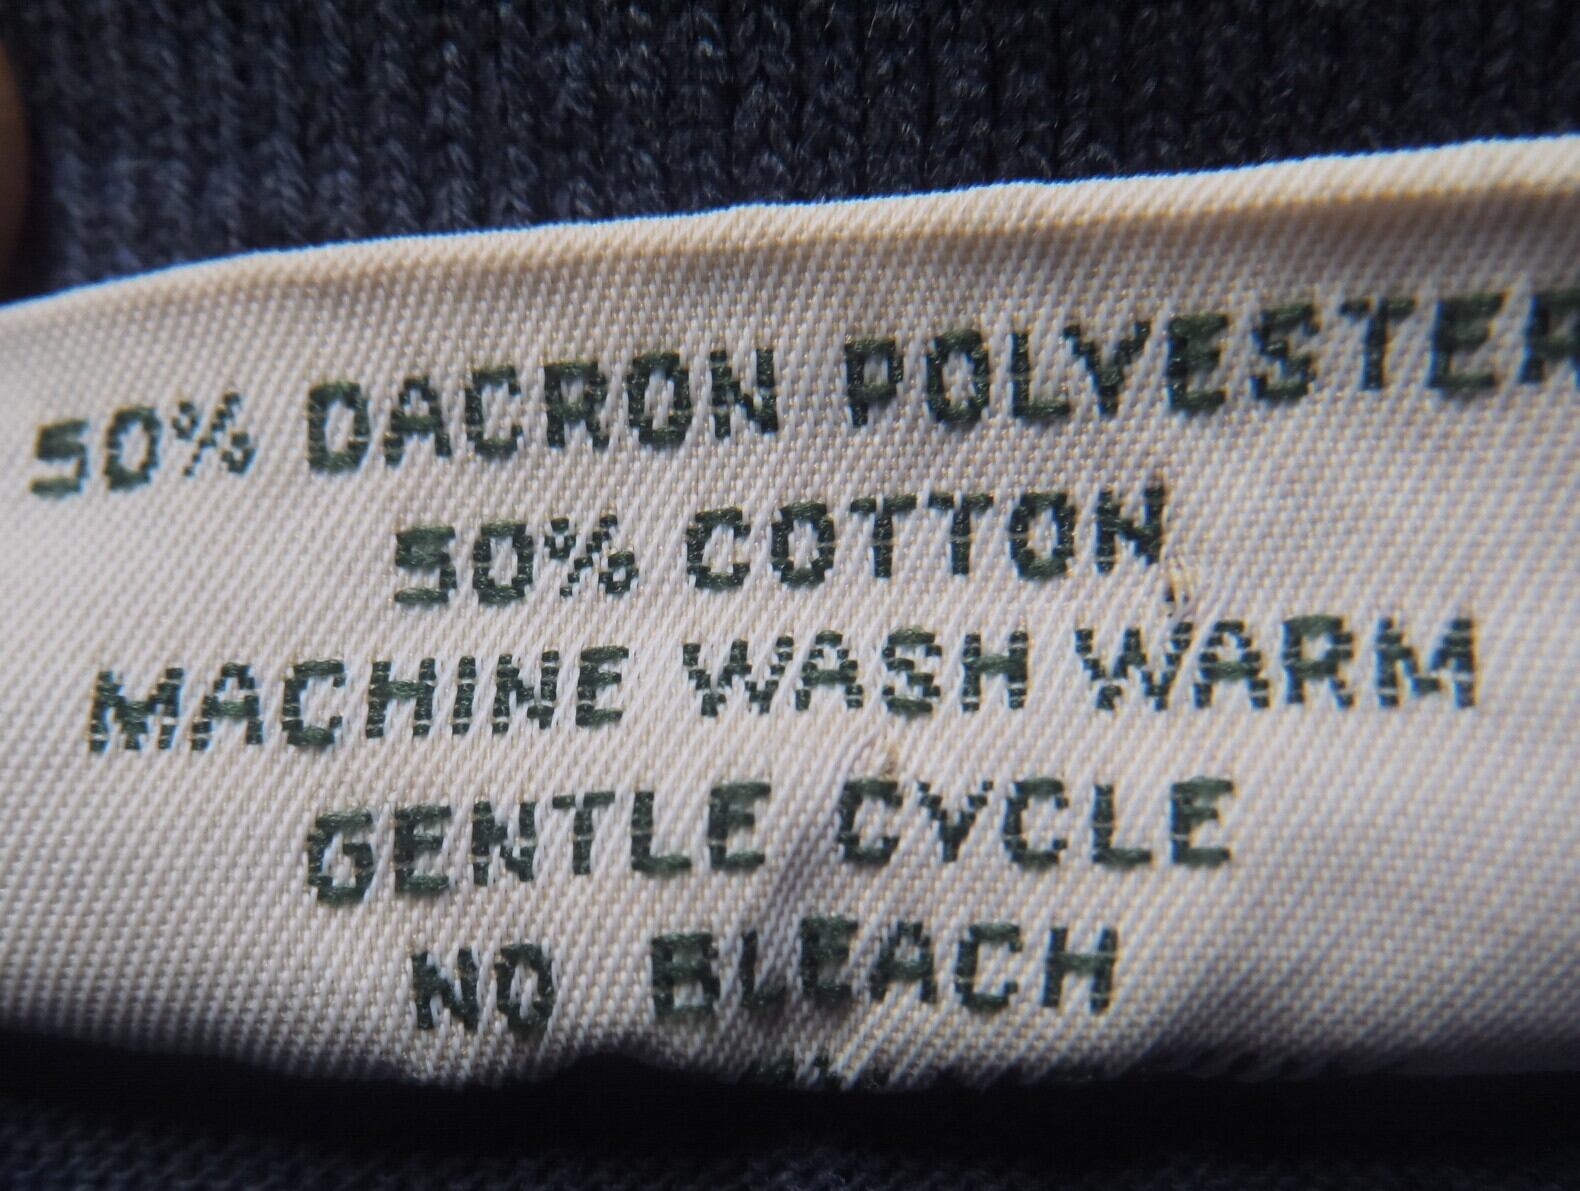 50% DACRON POLYESTER
50% COTTON
MACHINE WASH WARM
GENTLE CYCLE
NO BLEACH